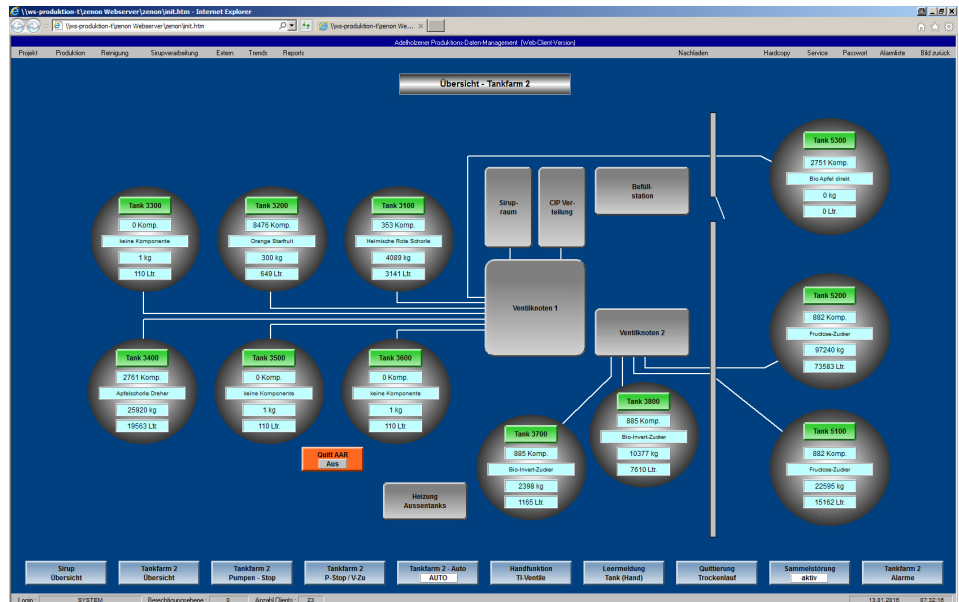 \\ws-produktion-t\zenon Webserver\zenon\init.htm - Internet Explorer
\\ws-produktion-t\zenon Webserver\zenon\init.htm
\\ws-produktion-t\zenon We...
Adelholzener Produktions-Daten-Management (Web-Client-Version)
Projekt Produktion Reinigung Sirupverarbeitung Extern Trends Reports Nachladen Hardcopy Service Passwort Alarmliste Bild zurück
Übersicht - Tankfarm 2
Tank 5300
2751 Komp.
Bio Apfel direkt
0 kg
0 Ltr.
Sirup-
raum
CIP Ver-
teilung
Befüll-
station
Tank 3300
0 Komp.
keine Komponente
1 kg
110 Ltr.
Tank 3200
8476 Komp.
Orange Starfruit
300 kg
649 Ltr.
Tank 3100
353 Komp.
Heimische Rote Schorle
4089 kg
3141 Ltr.
Ventilknoten 1
Ventilknoten 2
Tank 5200
882 Komp.
Fructose-Zucker
97240 kg
73583 Ltr.
Tank 3400
2761 Komp.
Apfelschorle Dreher
25920 kg
19563 Ltr.
Tank 3500
0 Komp.
keine Komponente
1 kg
110 Ltr.
Tank 3600
0 Komp.
keine Komponente
1 kg
110 Ltr.
Tank 3800
885 Komp.
Bio-Invert-Zucker
10377 kg
7610 Ltr.
Tank 3700
885 Komp.
Bio-Invert-Zucker
2398 kg
1165 Ltr.
Tank 5100
882 Komp.
Fructose-Zucker
22595 kg
15162 Ltr.
Quitt AAR
Aus
Heizung
Aussentanks
Sirup
Übersicht
Tankfarm 2
Übersicht
Tankfarm 2
Pumpen - Stop
Tankfarm 2
P-Stop / V-Zu
Tankfarm 2 - Auto
AUTO
Handfunktion
TI-Ventile
Leermeldung
Tank (Hand)
Quittierung
Trockenlauf
Sammelstörung
aktiv
Tankfarm 2
Alarme
Login : SYSTEM Berechtigungsebene : 0 Anzahl Clients : 23 13.01.2016 07:32:16